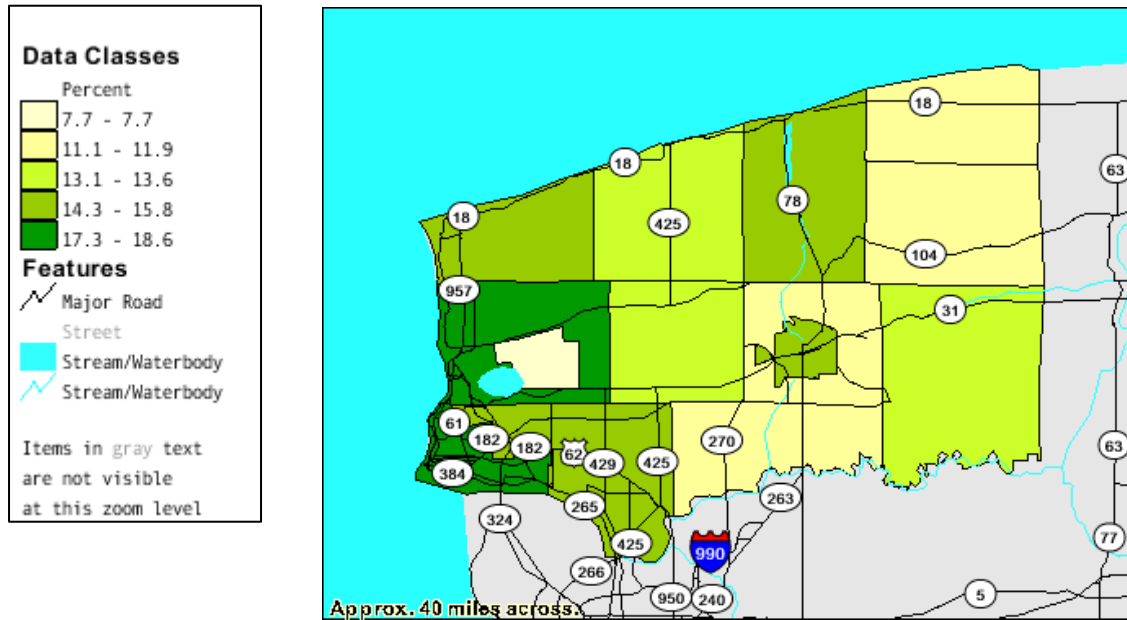 Data Classes
Percent
7.7 - 7.7
11.1 - 11.9
13.1 - 13.6
14.3 - 15.8
17.3 - 18.6
Features
Major Road
Street
Stream/Waterbody
Stream/Waterbody
Items in gray text
are not visible
at this zoom level
18
18
63
18
78
425
104
957
31
61
182
182
62
429
425
270
63
384
263
265
324
425
990
77
266
950
240
5
Approx. 40 miles across.